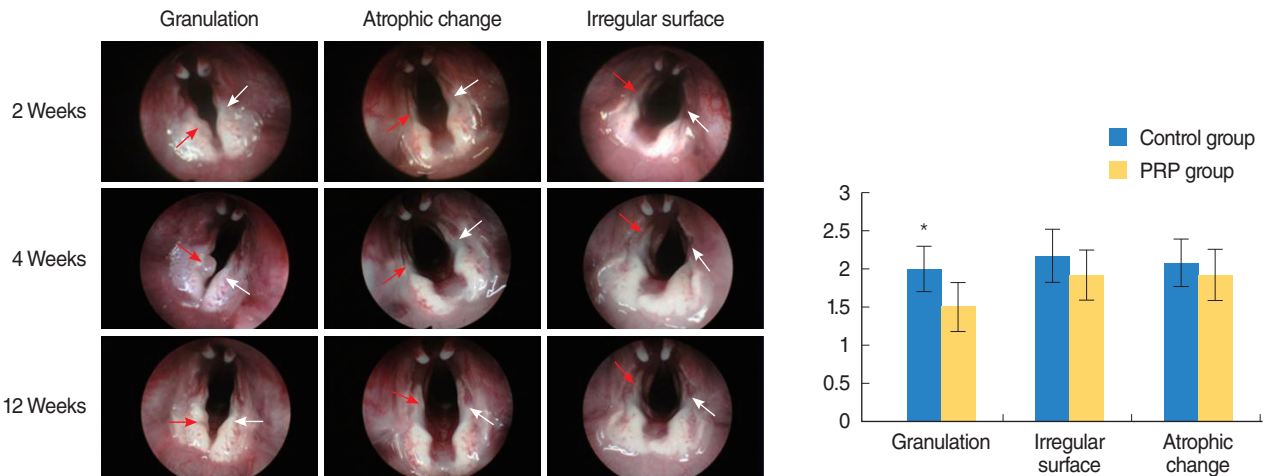 Granulation
Atrophic change
Irregular surface
2 Weeks
4 Weeks
12 Weeks
Control group
PRP group
3
2.5
2
1.5
1
0.5
0
*
Granulation
Irregular
surface
Atrophic
change